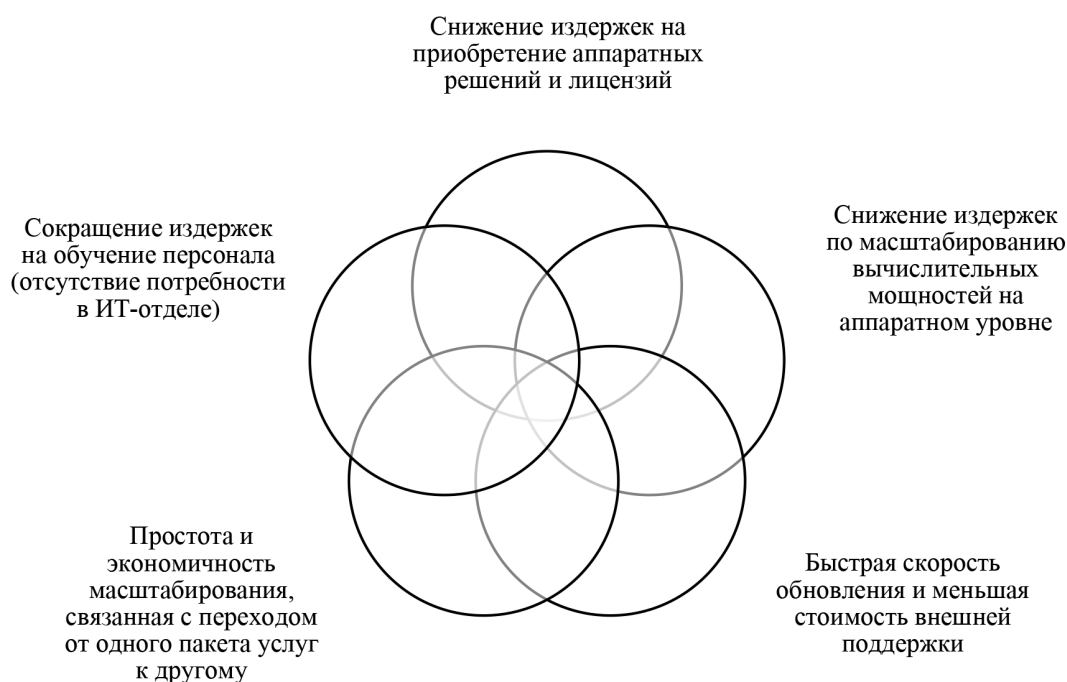 Снижение издержек на
приобретение аппаратных
решений и лицензий
Сокращение издержек
на обучение персонала
(отсутствие потребности
в ИТ-отделе)
Снижение издержек
по масштабированию
вычислительных
мощностей на
аппаратном уровне
Простота и
экономичность
масштабирования,
связанная с переходом
от одного пакета услуг
к другому
Быстрая скорость
обновления и меньшая
стоимость внешней
поддержки